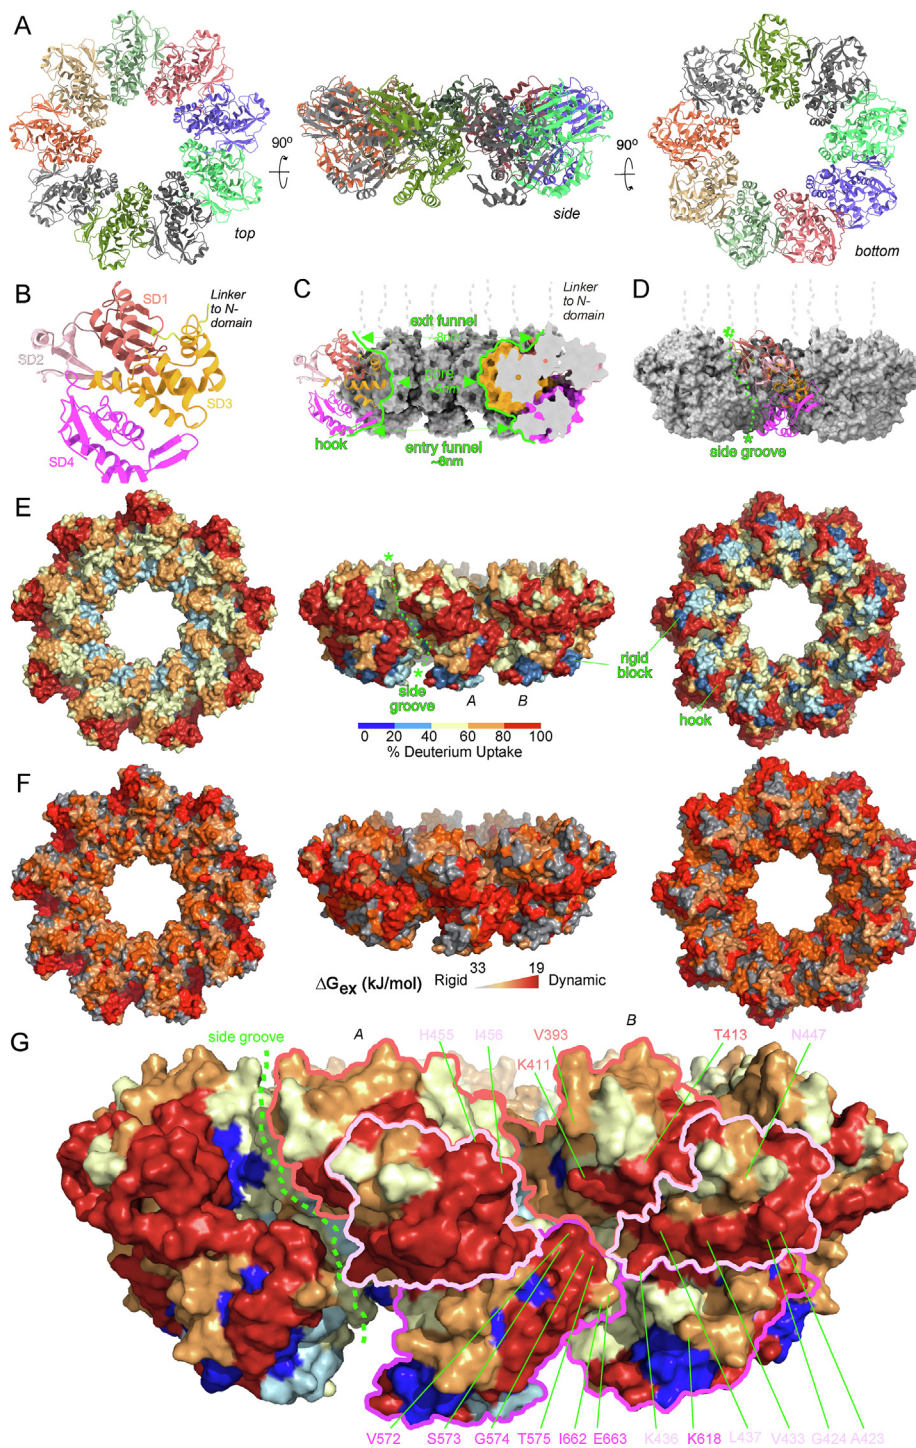 A
90º
90º
top
side
bottom
B
SD1
Linker
to N-
domain
SD2
SD3
SD4
C
Linker
to N-
domain
exit funnel
~8nm
hook
entry funnel
~6nm
D
side groove
E
*
*
side
groove
A
B
rigid
block
hook
0 20 40 60 80 100
% Deuterium Uptake
F
ΔGex (kJ/mol)
Rigid
33
19
Dynamic
G
side groove
A
H455
I456
V393
K411
B
T413
N447
V572
S573
G574
T575
I662
E663
K436
K618
L437
V433
G424
A423